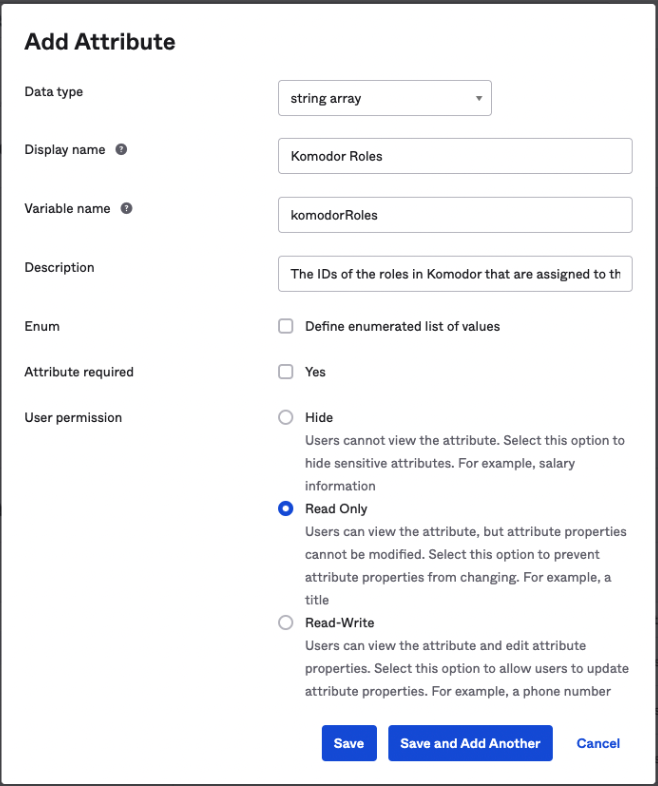 Add Attribute
Data type
string array
Display name ?
Komodor Roles
Variable name ?
komodorRoles
Description
The IDs of the roles in Komodor that are assigned to th
Enum
Define enumerated list of values
Attribute required
Yes
User permission
Hide
Users cannot view the attribute. Select this option to
hide sensitive attributes. For example, salary
information
Read Only
Users can view the attribute, but attribute properties
cannot be modified. Select this option to prevent
attribute properties from changing. For example, a
title
Read-Write
Users can view the attribute and edit attribute
properties. Select this option to allow users to update
attribute properties. For example, a phone number
Save
Save and Add Another
Cancel